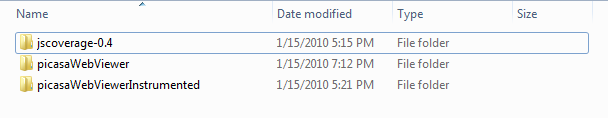 Name Date modified Type Size
jscoverage-0.4 1/15/2010 5:15 PM File folder
picasaWebViewer 1/15/2010 7:12 PM File folder
picasaWebViewerInstrumented 1/15/2010 5:21 PM File folder